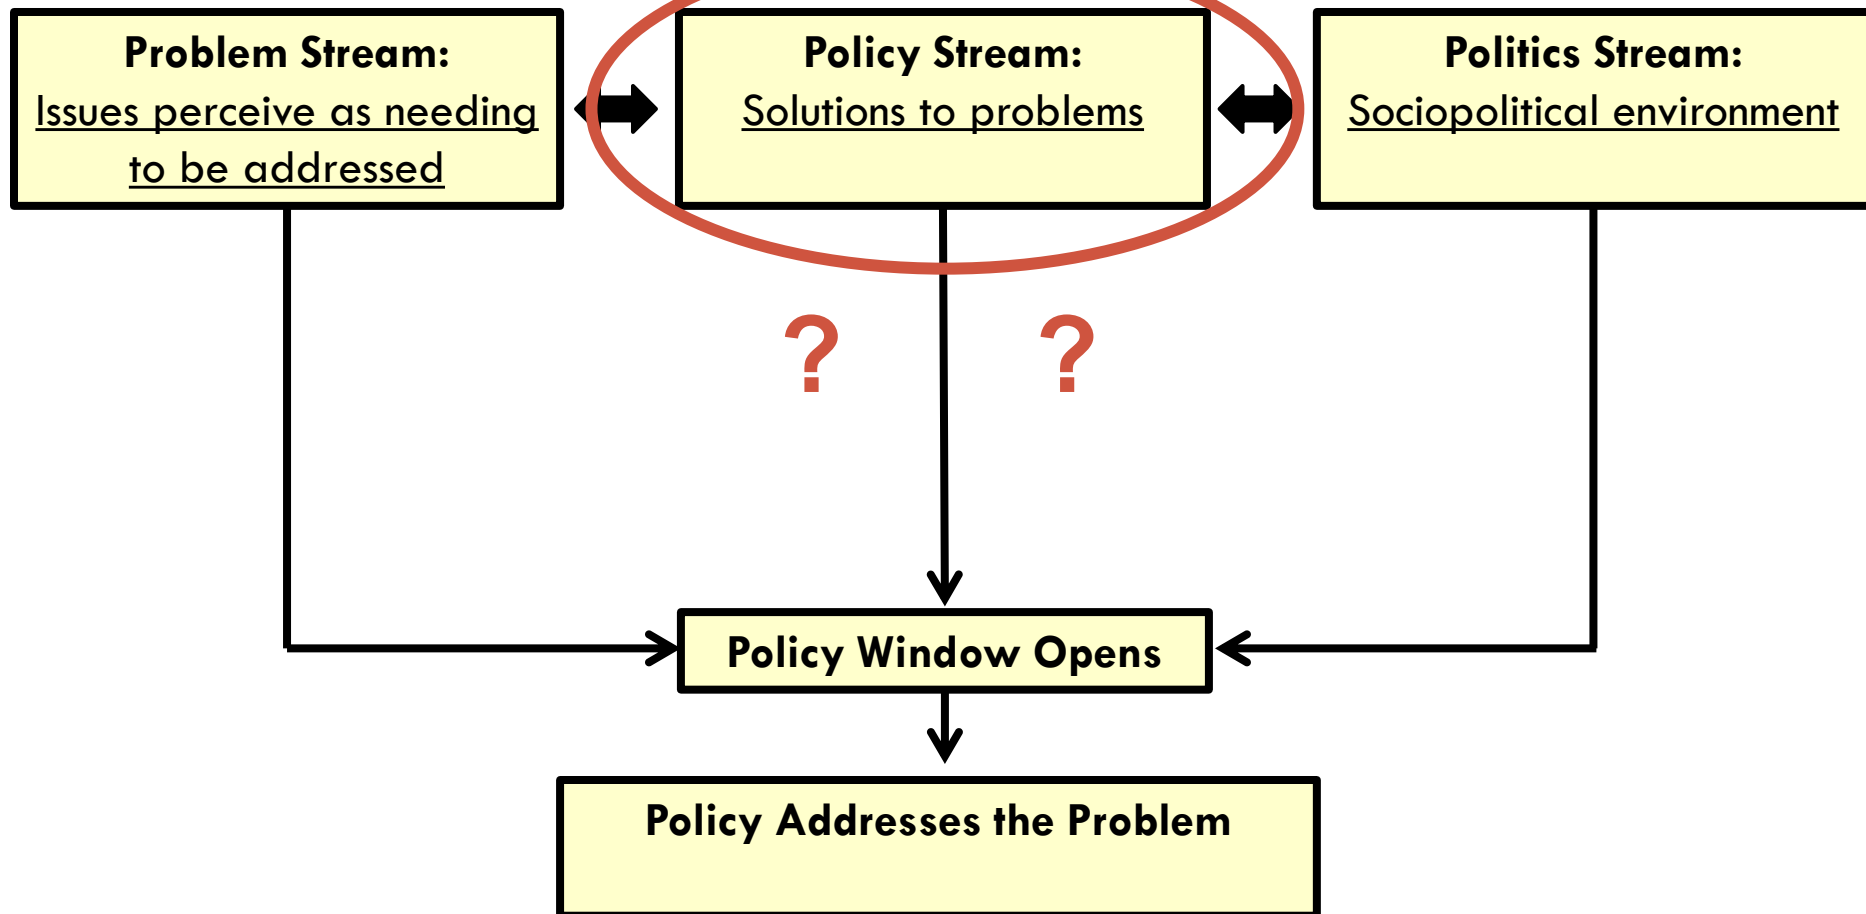 Problem Stream:
Issues perceive as needing
to be addressed
Policy Stream:
Solutions to problems
Politics Stream:
Sociopolitical environment
? ?
Policy Window Opens
Policy Addresses the Problem